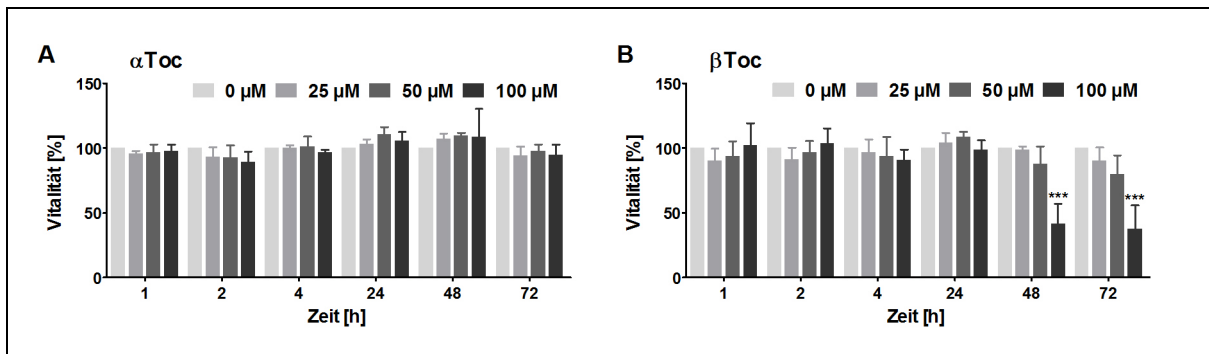 A
αToc
150
0 µM 25 µM 50 µM 100 µM
100
50
0
Vitalität [%]
1 2 4 24 48 72
Zeit [h]
B
βToc
150
0 µM 25 µM 50 µM 100 µM
100
50
0
Vitalität [%]
*** ***
1 2 4 24 48 72
Zeit [h]